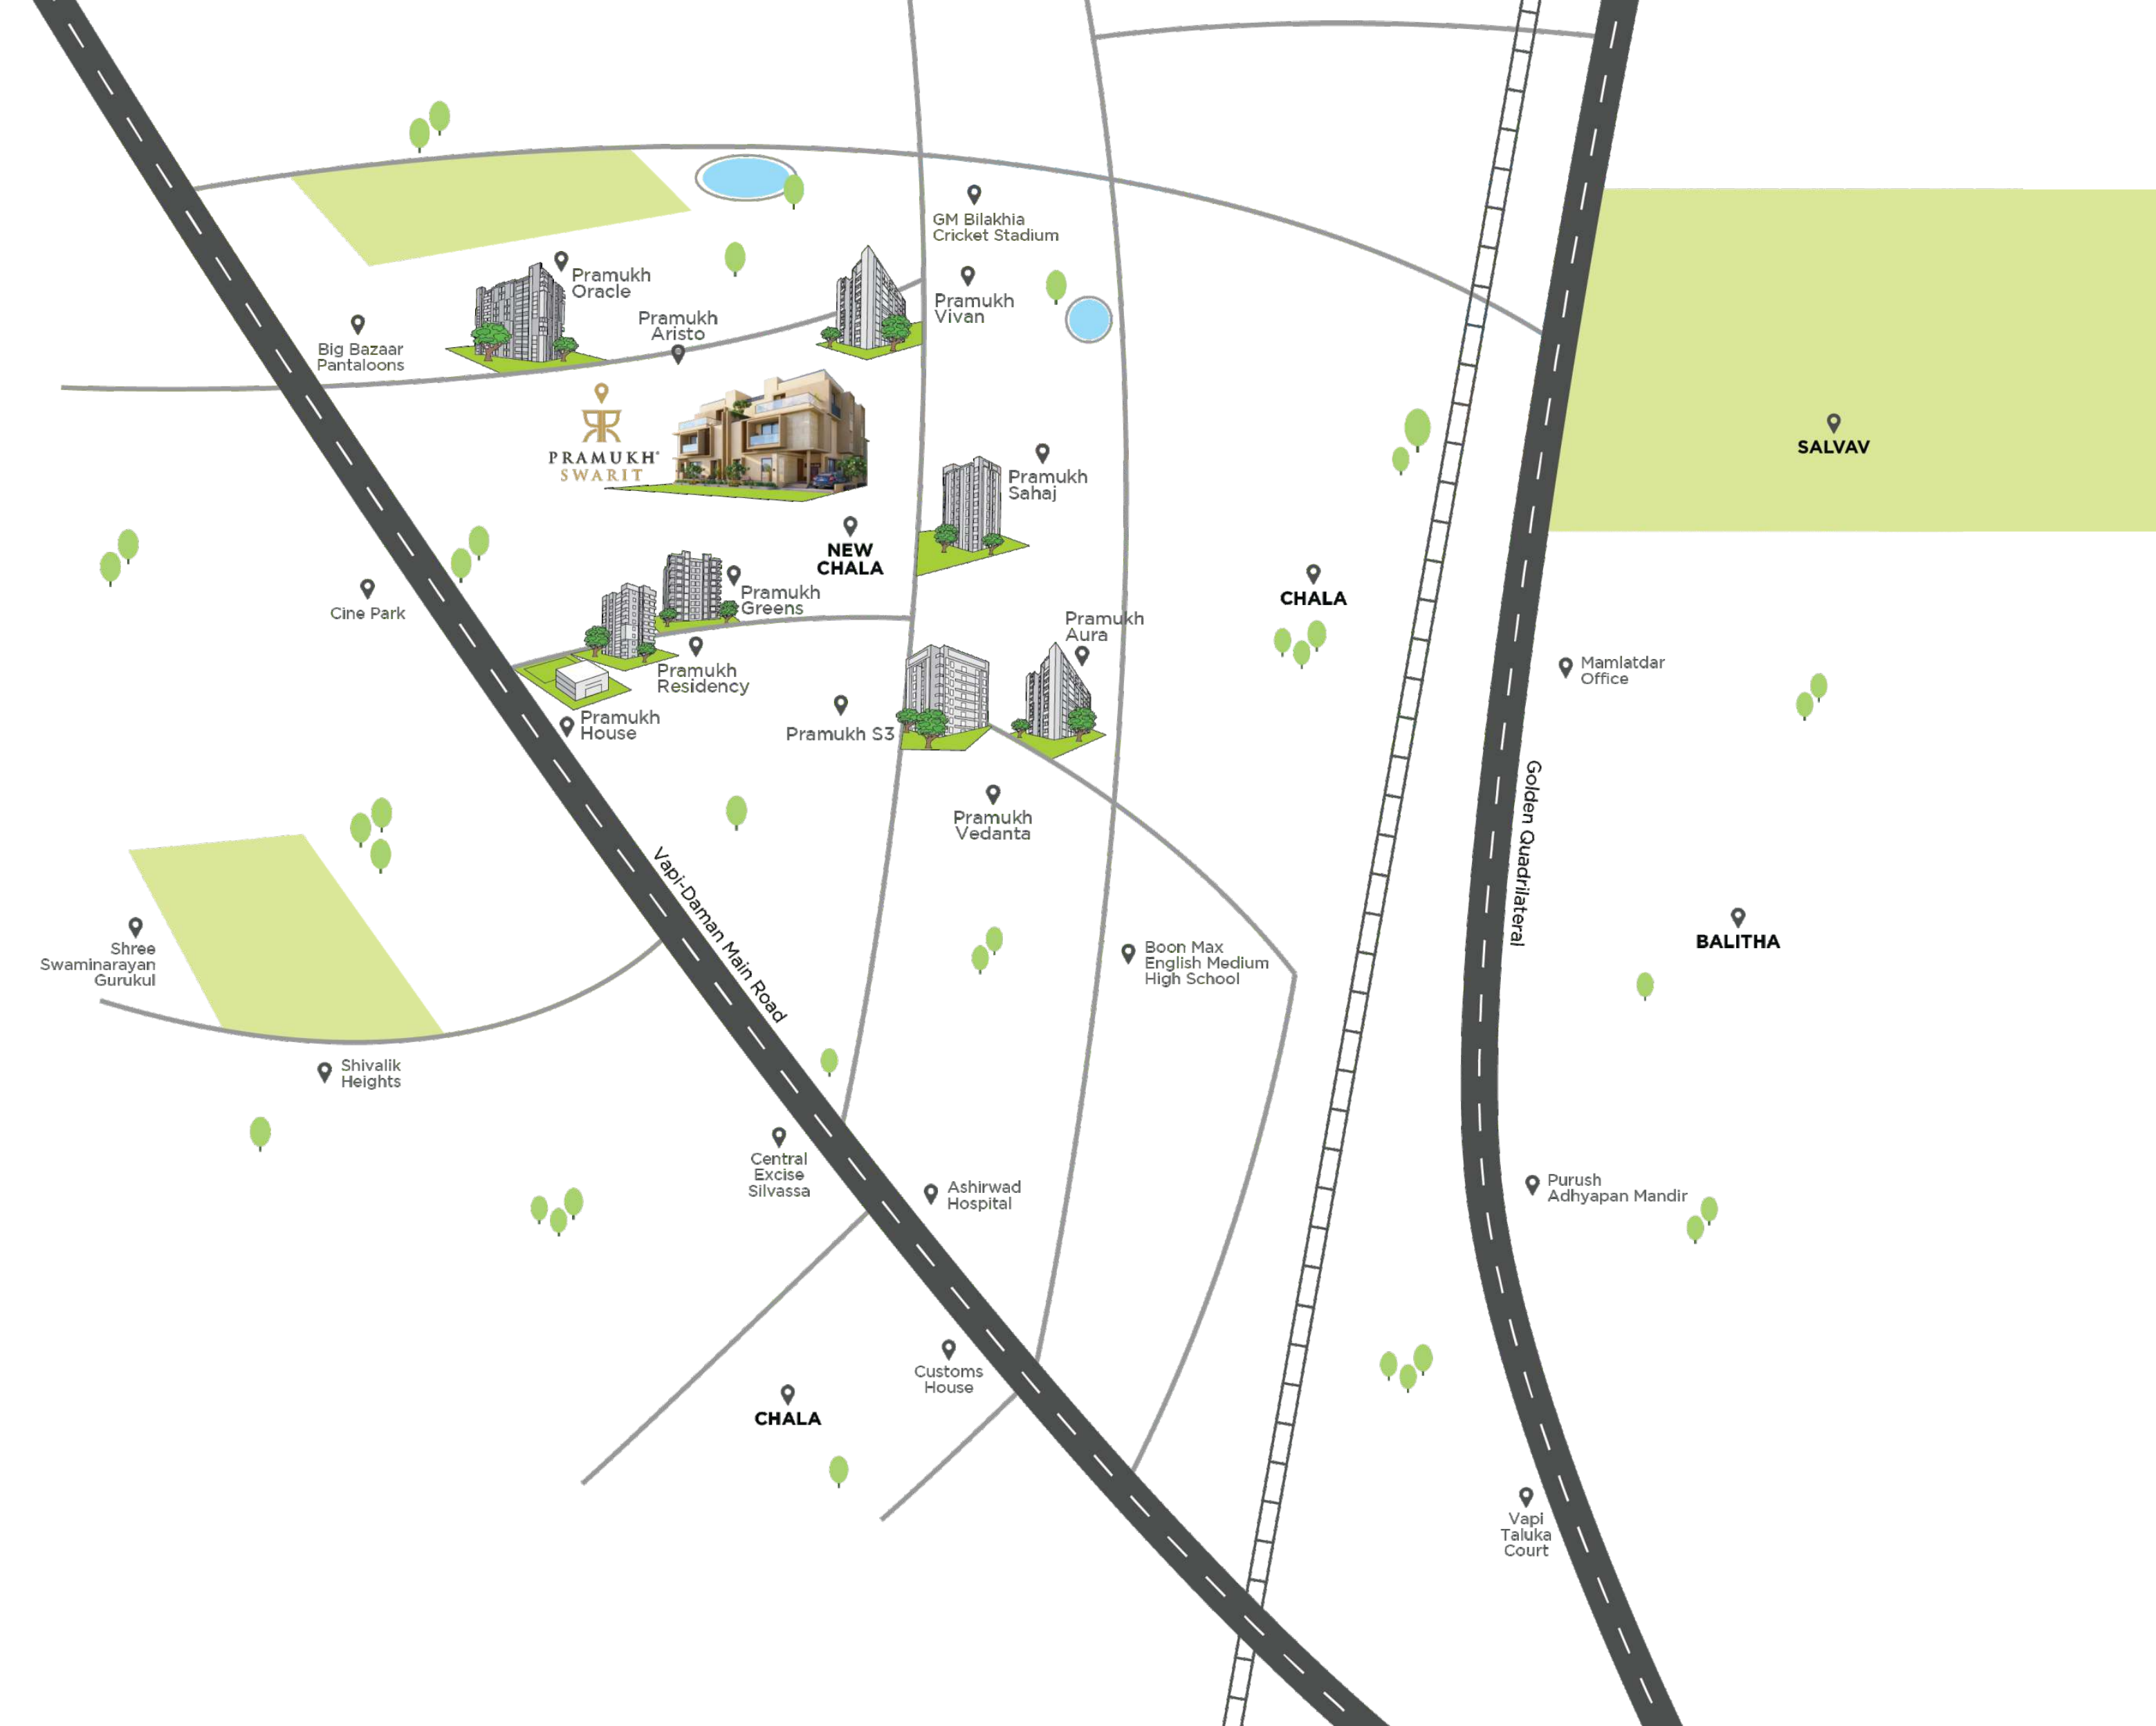 GM Bilakhia
Cricket Stadium
Pramukh
Oracle
Pramukh
Vivan
Pramukh
Aristo
Big Bazaar
Pantaloons
PRAMUKH
SWARIT
SALVAV
Pramukh
Sahaj
NEW
CHALA
Pramukh
Greens
CHALA
Cine Park
Pramukh
Aura
Mamlatdar
Office
Pramukh
Residency
Pramukh
House
Pramukh S3
Pramukh
Vedanta
Golden Quadrilateral
Vapi-Daman Main Road
BALITHA
Shree
Swaminarayan
Gurukul
Boon Max
English Medium
High School
Shivalik
Heights
Central
Excise
Silvassa
Ashirwad
Hospital
Purush
Adhyapan Mandir
Customs
House
CHALA
Vapi
Taluka
Court